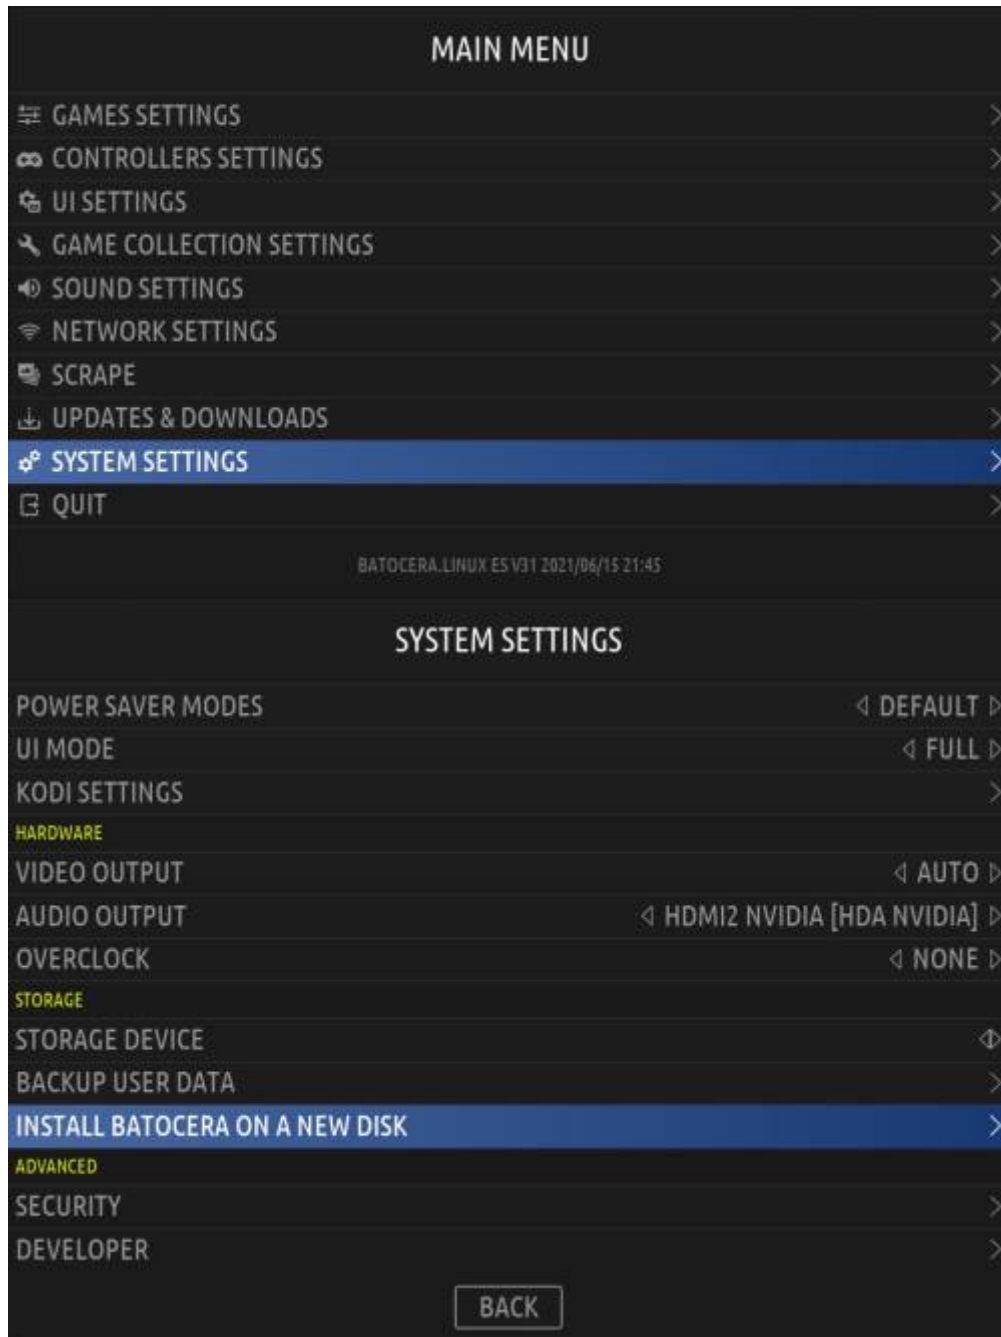 MAIN MENU
GAMES SETTINGS
CONTROLLERS SETTINGS
UI SETTINGS
GAME COLLECTION SETTINGS
SOUND SETTINGS
NETWORK SETTINGS
SCRAPE
UPDATES & DOWNLOADS
SYSTEM SETTINGS
QUIT
BATOCERA.LINUX ES V31 2021/06/15 21:45
SYSTEM SETTINGS
POWER SAVER MODES DEFAULT
UI MODE FULL
KODI SETTINGS
HARDWARE
VIDEO OUTPUT AUTO
AUDIO OUTPUT HDMI2 NVIDIA [HDA NVIDIA]
OVERCLOCK NONE
STORAGE
STORAGE DEVICE
BACKUP USER DATA
INSTALL BATOCERA ON A NEW DISK
ADVANCED
SECURITY
DEVELOPER
BACK